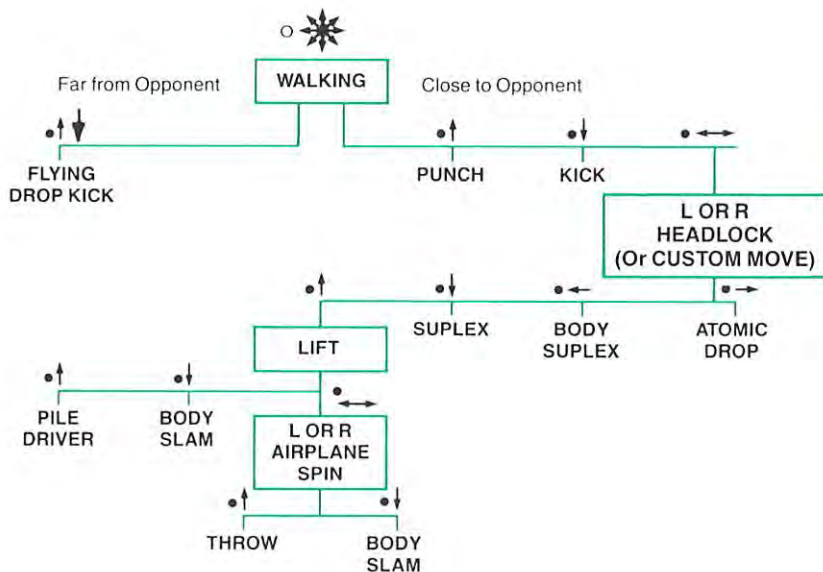 WALKING
Far from Opponent
Close to Opponent
FLYING
DROP KICK
PUNCH
KICK
L OR R
HEADLOCK
(Or CUSTOM MOVE)
LIFT
SUPLEX
BODY
SUPLEX
ATOMIC
DROP
PILE
DRIVER
BODY
SLAM
L OR R
AIRPLANE
SPIN
THROW
BODY
SLAM